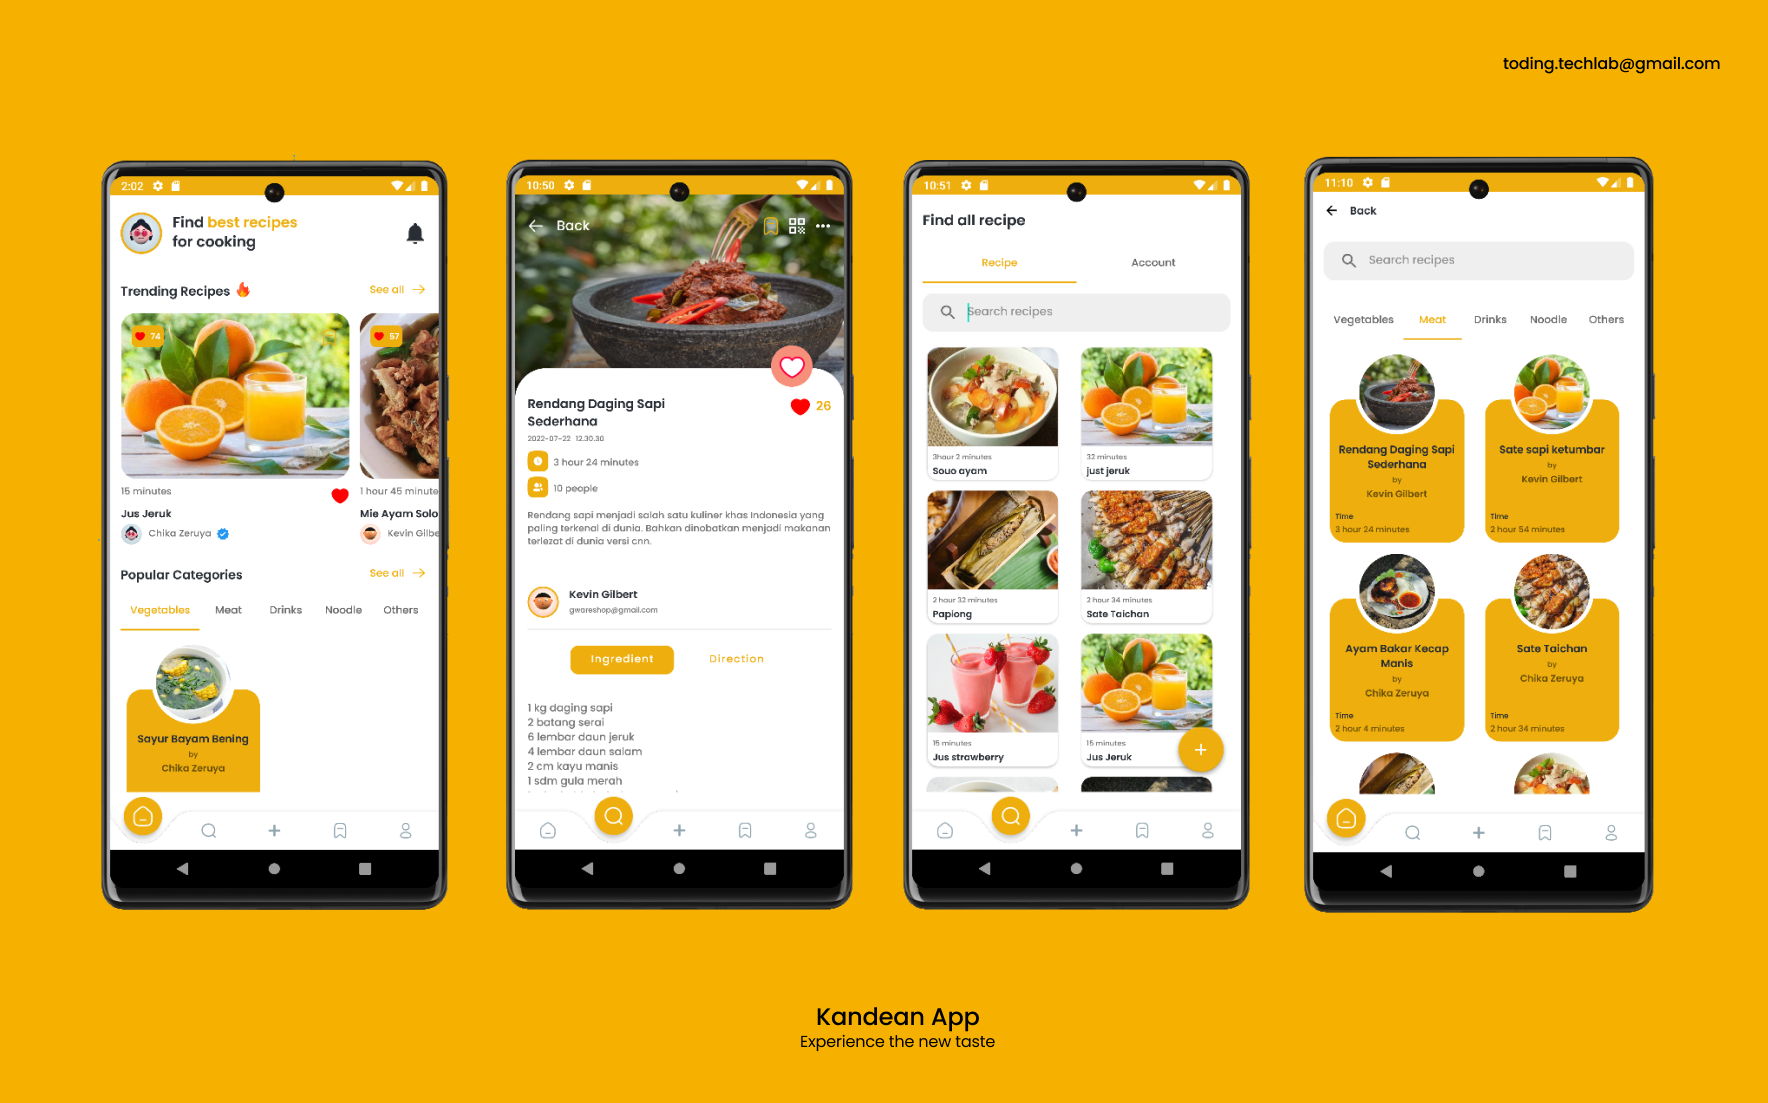 toding.techlab@gmail.com
2:02
Find best recipes
for cooking
Trending Recipes
See all
74
57
15 minutes
1 hour 45 minute
Jus Jeruk
Mie Ayam Solo
Chika Zeruya
Kevin Gilbe
Popular Categories
See all
Vegetables
Meat
Drinks
Noodle
Others
Sayur Bayam Bening
by
Chika Zeruya
10:50
Back
Rendang Daging Sapi
Sederhana
26
2022-07-22 12.30.30
3 hour 24 minutes
10 people
Rendang sapi menjadi salah satu kuliner khas Indonesia yang
paling terkenal di dunia. Bahkan dinobatkan menjadi makanan
terlezat di dunia versi cnn.
Kevin Gilbert
gwareshop@gmail.com
Ingredient
Direction
1 kg daging sapi
2 batang serai
6 lembar daun jeruk
4 lembar daun salam
2 cm kayu manis
1 sdm gula merah
10:51
Find all recipe
Recipe
Account
Search recipes
3hour 2 minutes
Souo ayam
32 minutes
just jeruk
2 hour 32 minutes
Papiong
2 hour 34 minutes
Sate Taichan
15 minutes
Jus strawberry
15 minutes
Jus Jeruk
11:10
Back
Search recipes
Vegetables
Meat
Drinks
Noodle
Others
Rendang Daging Sapi
Sederhana
by
Kevin Gilbert
Time
3 hour 24 minutes
Sate sapi ketumbar
by
Kevin Gilbert
Time
2 hour 54 minutes
Ayam Bakar Kecap
Manis
by
Chika Zeruya
Time
2 hour 4 minutes
Sate Taichan
by
Chika Zeruya
Time
2 hour 34 minutes
Kandean App
Experience the new taste